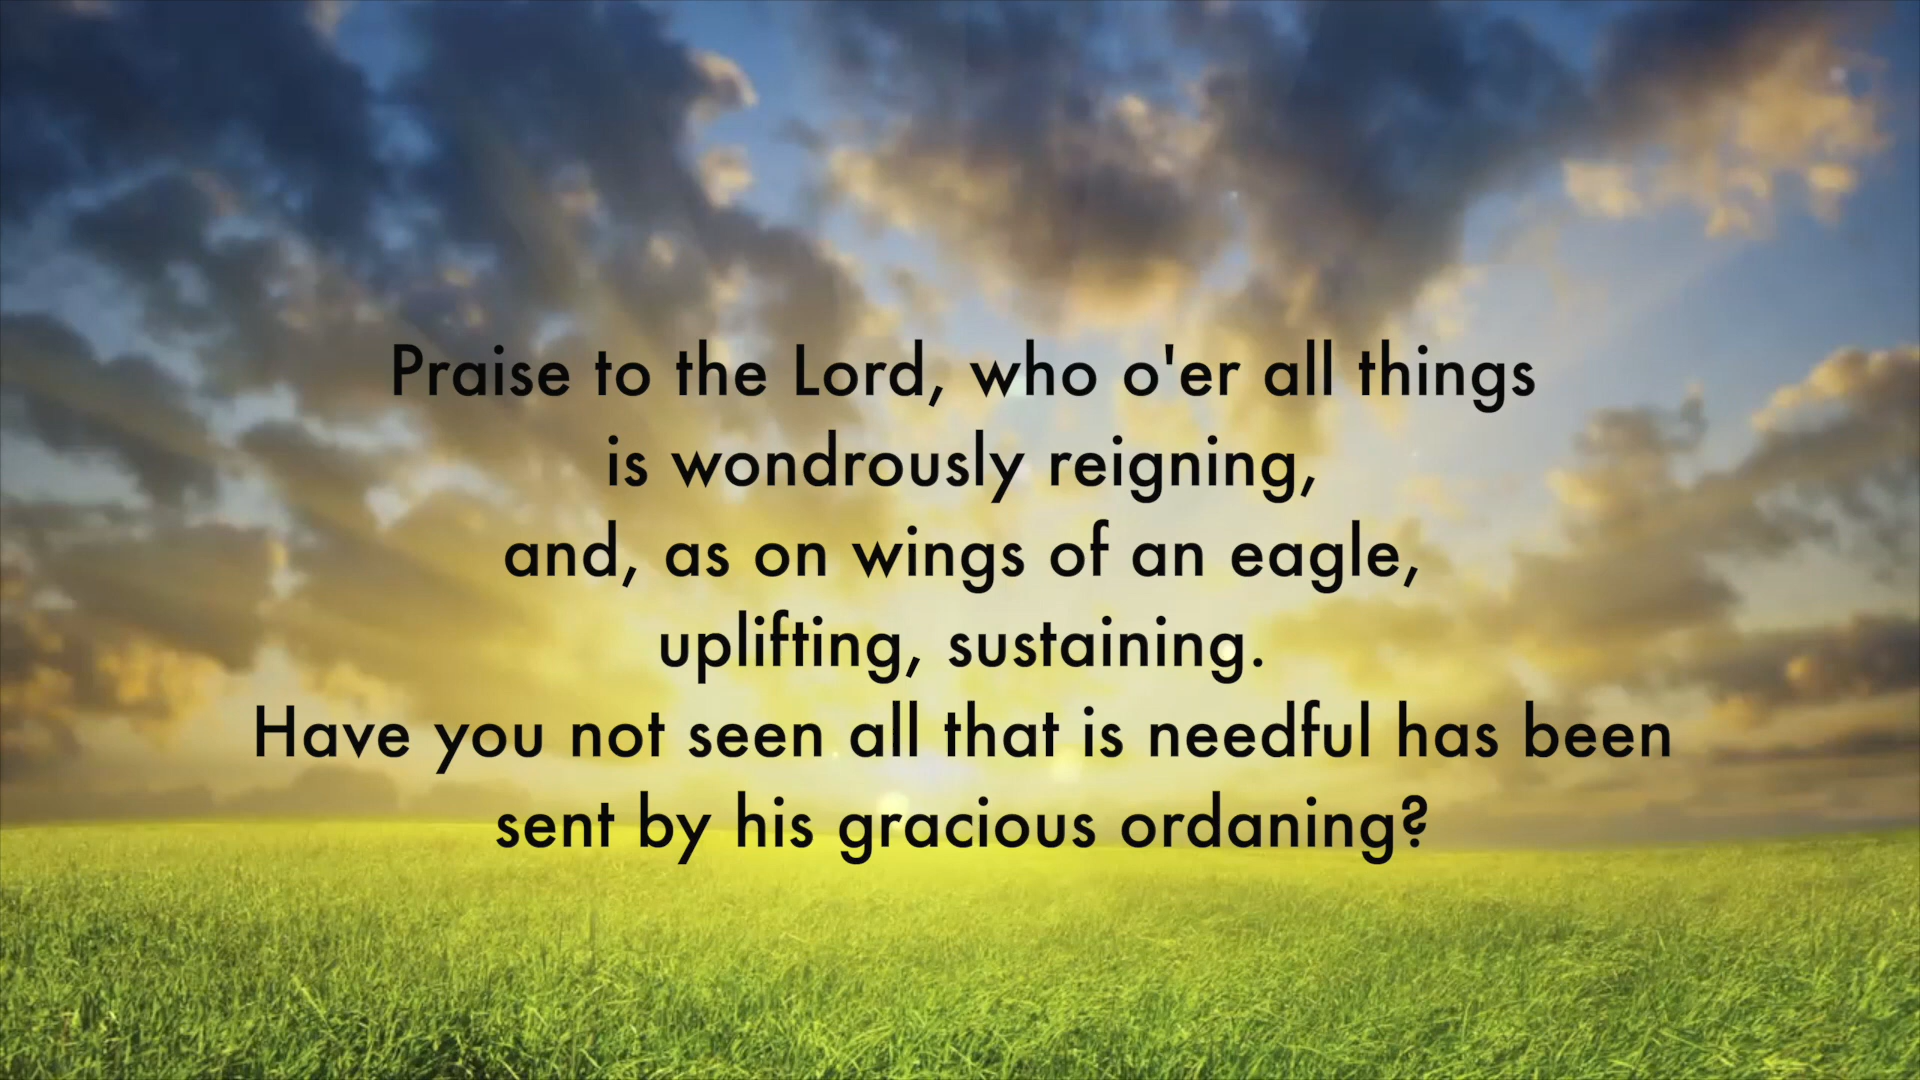 Praise to the Lord, who o'er all things
is wondrously reigning,
and, as on wings of an eagle,
uplifting, sustaining.
Have you not seen all that is needful has been
sent by his gracious ordaning?